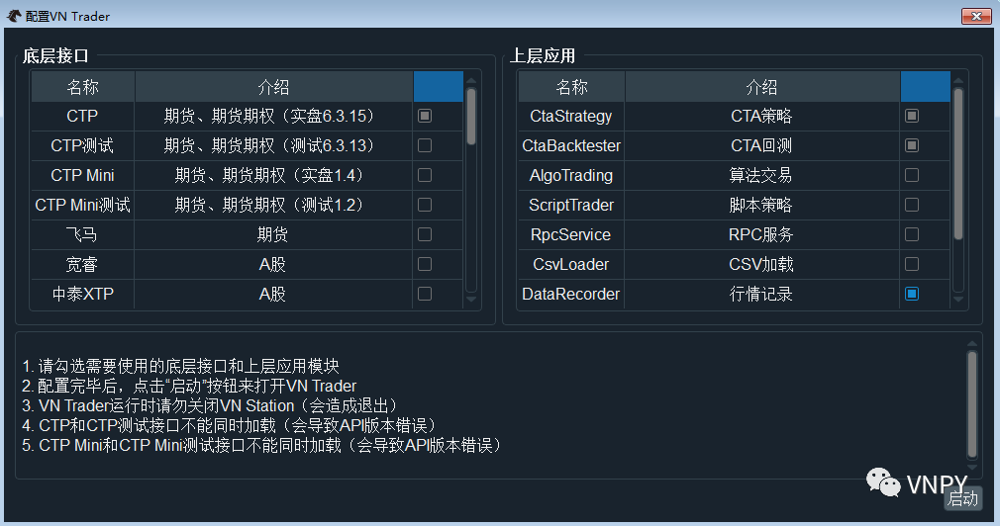 配置VN Trader
底层接口
名称 介绍
CTP 期货、期货期权（实盘6.3.15）
CTP测试 期货、期货期权（测试6.3.13）
CTP Mini 期货、期货期权（实盘1.4）
CTP Mini测试 期货、期货期权（测试1.2）
飞马 期货
宽睿 A股
中泰XTP A股
上层应用
名称 介绍
CtaStrategy CTA策略
CtaBacktester CTA回测
AlgoTrading 算法交易
ScriptTrader 脚本策略
RpcService RPC服务
CsvLoader CSV加载
DataRecorder 行情记录
1. 请勾选需要使用的底层接口和上层应用模块
2. 配置完毕后，点击“启动”按钮来打开VN Trader
3. VN Trader运行时请勿关闭VN Station（会造成退出）
4. CTP和CTP测试接口不能同时加载（会导致API版本错误）
5. CTP Mini和CTP Mini测试接口不能同时加载（会导致API版本错误）
VNPY
启动